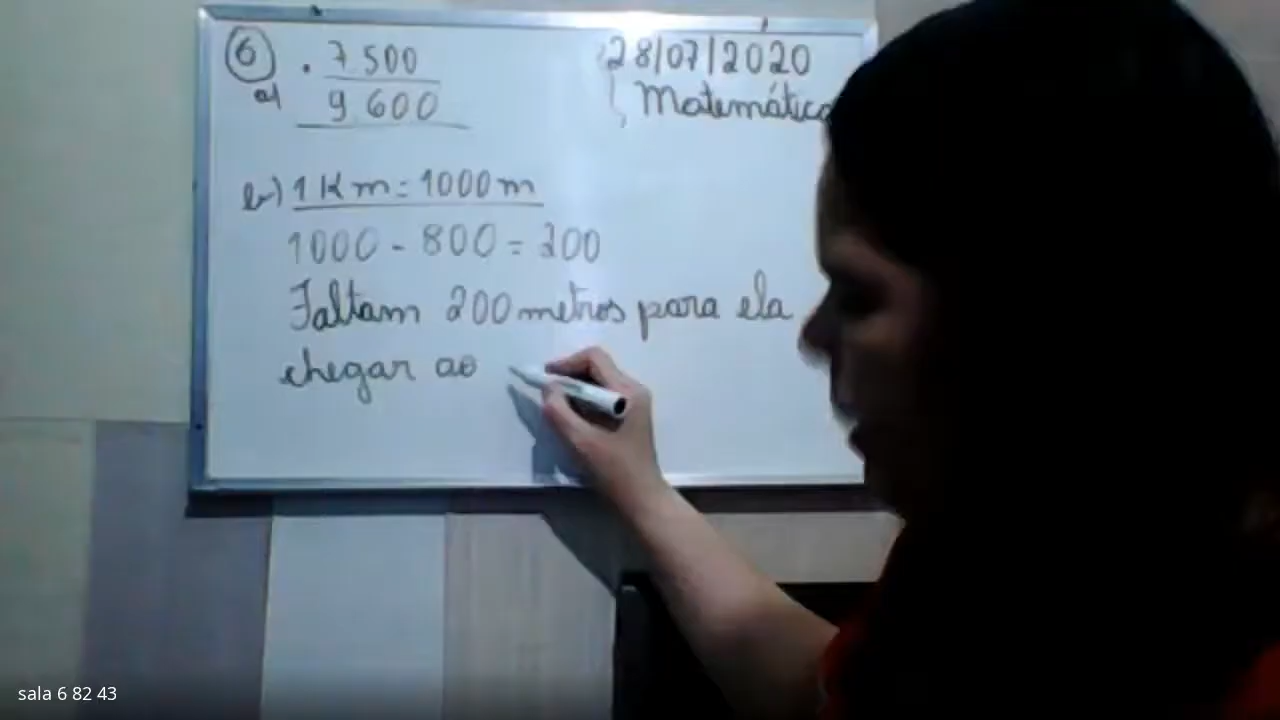 6 . 7 500
a) 9 600
28/07/2020
Matemática
b) 1 Km = 1000 m
1000 - 800 = 200
Faltam 200 metros para ela
chegar ao
sala 6 82 43